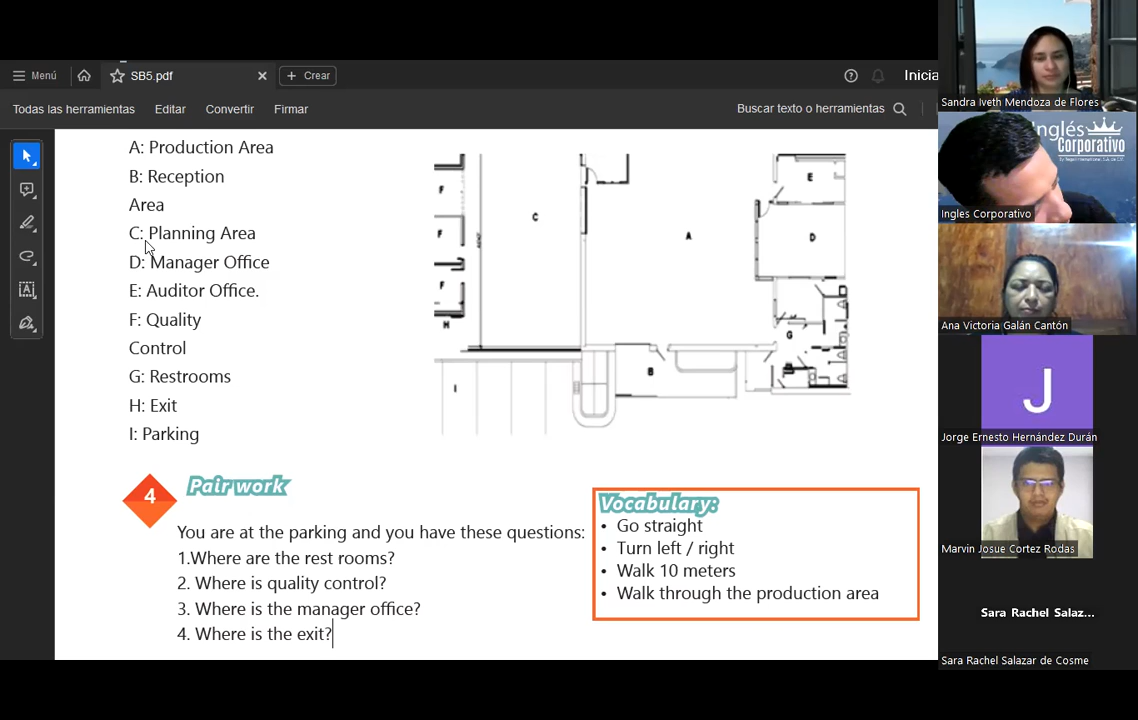 Menú
SB5.pdf
Crear
Inicia
Todas las herramientas
Editar
Convertir
Firmar
Buscar texto o herramientas
A: Production Area
B: Reception
Area
C: Planning Area
D: Manager Office
E: Auditor Office.
F: Quality
Control
G: Restrooms
H: Exit
I: Parking
F
F
F
H
I
C
A
B
E
D
G
4
Pair work
You are at the parking and you have these questions:
1.Where are the rest rooms?
2. Where is quality control?
3. Where is the manager office?
4. Where is the exit?
Vocabulary:
• Go straight
• Turn left / right
• Walk 10 meters
• Walk through the production area
Sandra Iveth Mendoza de Flores
Inglés
Corporativo
Ingles Corporativo
Ana Victoria Galán Cantón
J
Jorge Ernesto Hernández Durán
Marvin Josue Cortez Rodas
Sara Rachel Salaz...
Sara Rachel Salazar de Cosme